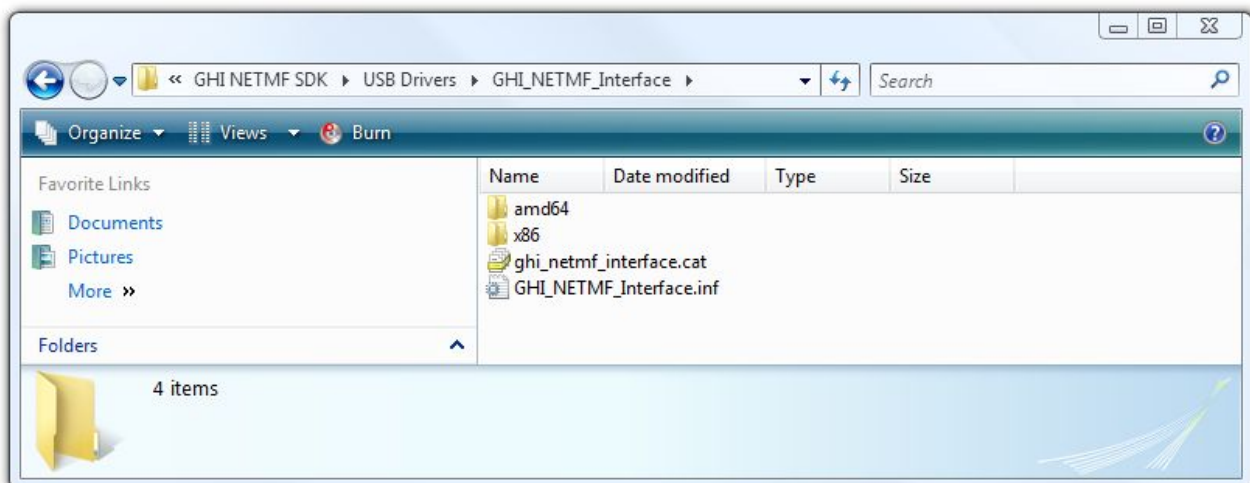 « GHI NETMF SDK ▸ USB Drivers ▸ GHI_NETMF_Interface ▸ Search
Organize Views Burn
Favorite Links
Documents
Pictures
More »
Folders
Name Date modified Type Size
amd64
x86
ghi_netmf_interface.cat
GHI_NETMF_Interface.inf
4 items